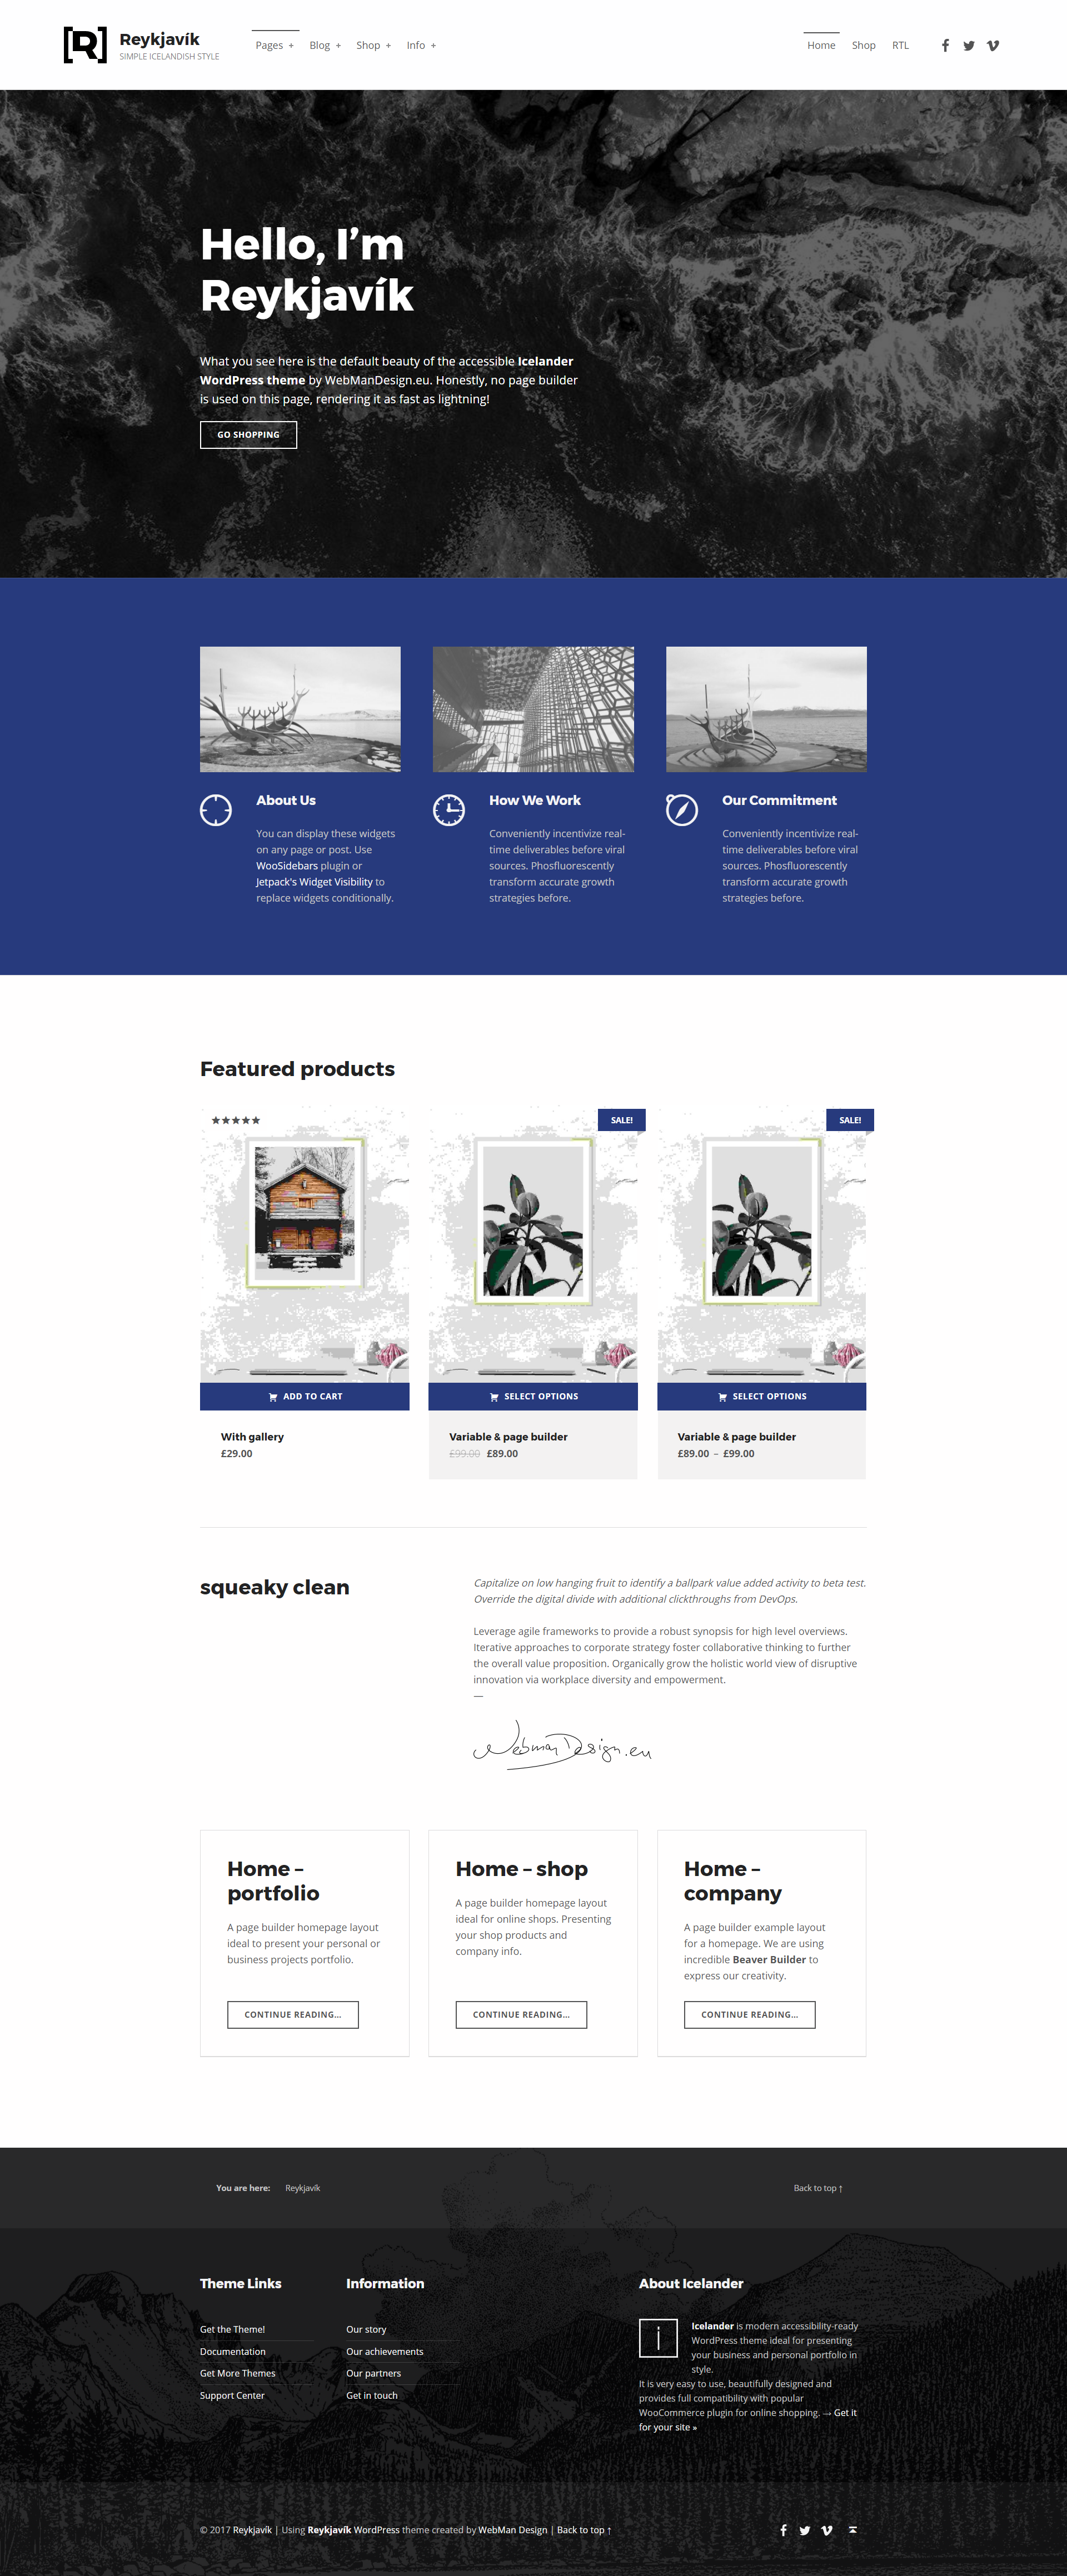 [R] Reykjavík
SIMPLE ICELANDISH STYLE
Pages + Blog + Shop + Info +
Home Shop RTL
Hello, I’m
Reykjavík
What you see here is the default beauty of the accessible Icelander
WordPress theme by WebManDesign.eu. Honestly, no page builder
is used on this page, rendering it as fast as lightning!
GO SHOPPING
About Us
You can display these widgets
on any page or post. Use
WooSidebars plugin or
Jetpack's Widget Visibility to
replace widgets conditionally.
How We Work
Conveniently incentivize real-
time deliverables before viral
sources. Phosfluorescently
transform accurate growth
strategies before.
Our Commitment
Conveniently incentivize real-
time deliverables before viral
sources. Phosfluorescently
transform accurate growth
strategies before.
Featured products
★★★★★
ADD TO CART
With gallery
£29.00
SALE!
SELECT OPTIONS
Variable & page builder
£99.00 £89.00
SALE!
SELECT OPTIONS
Variable & page builder
£89.00 – £99.00
squeaky clean
Capitalize on low hanging fruit to identify a ballpark value added activity to beta test.
Override the digital divide with additional clickthroughs from DevOps.
Leverage agile frameworks to provide a robust synopsis for high level overviews.
Iterative approaches to corporate strategy foster collaborative thinking to further
the overall value proposition. Organically grow the holistic world view of disruptive
innovation via workplace diversity and empowerment.
—
WebmanDesign.eu
Home –
portfolio
A page builder homepage layout
ideal to present your personal or
business projects portfolio.
CONTINUE READING…
Home – shop
A page builder homepage layout
ideal for online shops. Presenting
your shop products and
company info.
CONTINUE READING…
Home –
company
A page builder example layout
for a homepage. We are using
incredible Beaver Builder to
express our creativity.
CONTINUE READING…
You are here: Reykjavík
Back to top ↑
Theme Links
Get the Theme!
Documentation
Get More Themes
Support Center
Information
Our story
Our achievements
Our partners
Get in touch
About Icelander
i
Icelander is modern accessibility-ready
WordPress theme ideal for presenting
your business and personal portfolio in
style.
It is very easy to use, beautifully designed and
provides full compatibility with popular
WooCommerce plugin for online shopping. → Get it
for your site »
© 2017 Reykjavík | Using Reykjavík WordPress theme created by WebMan Design | Back to top ↑